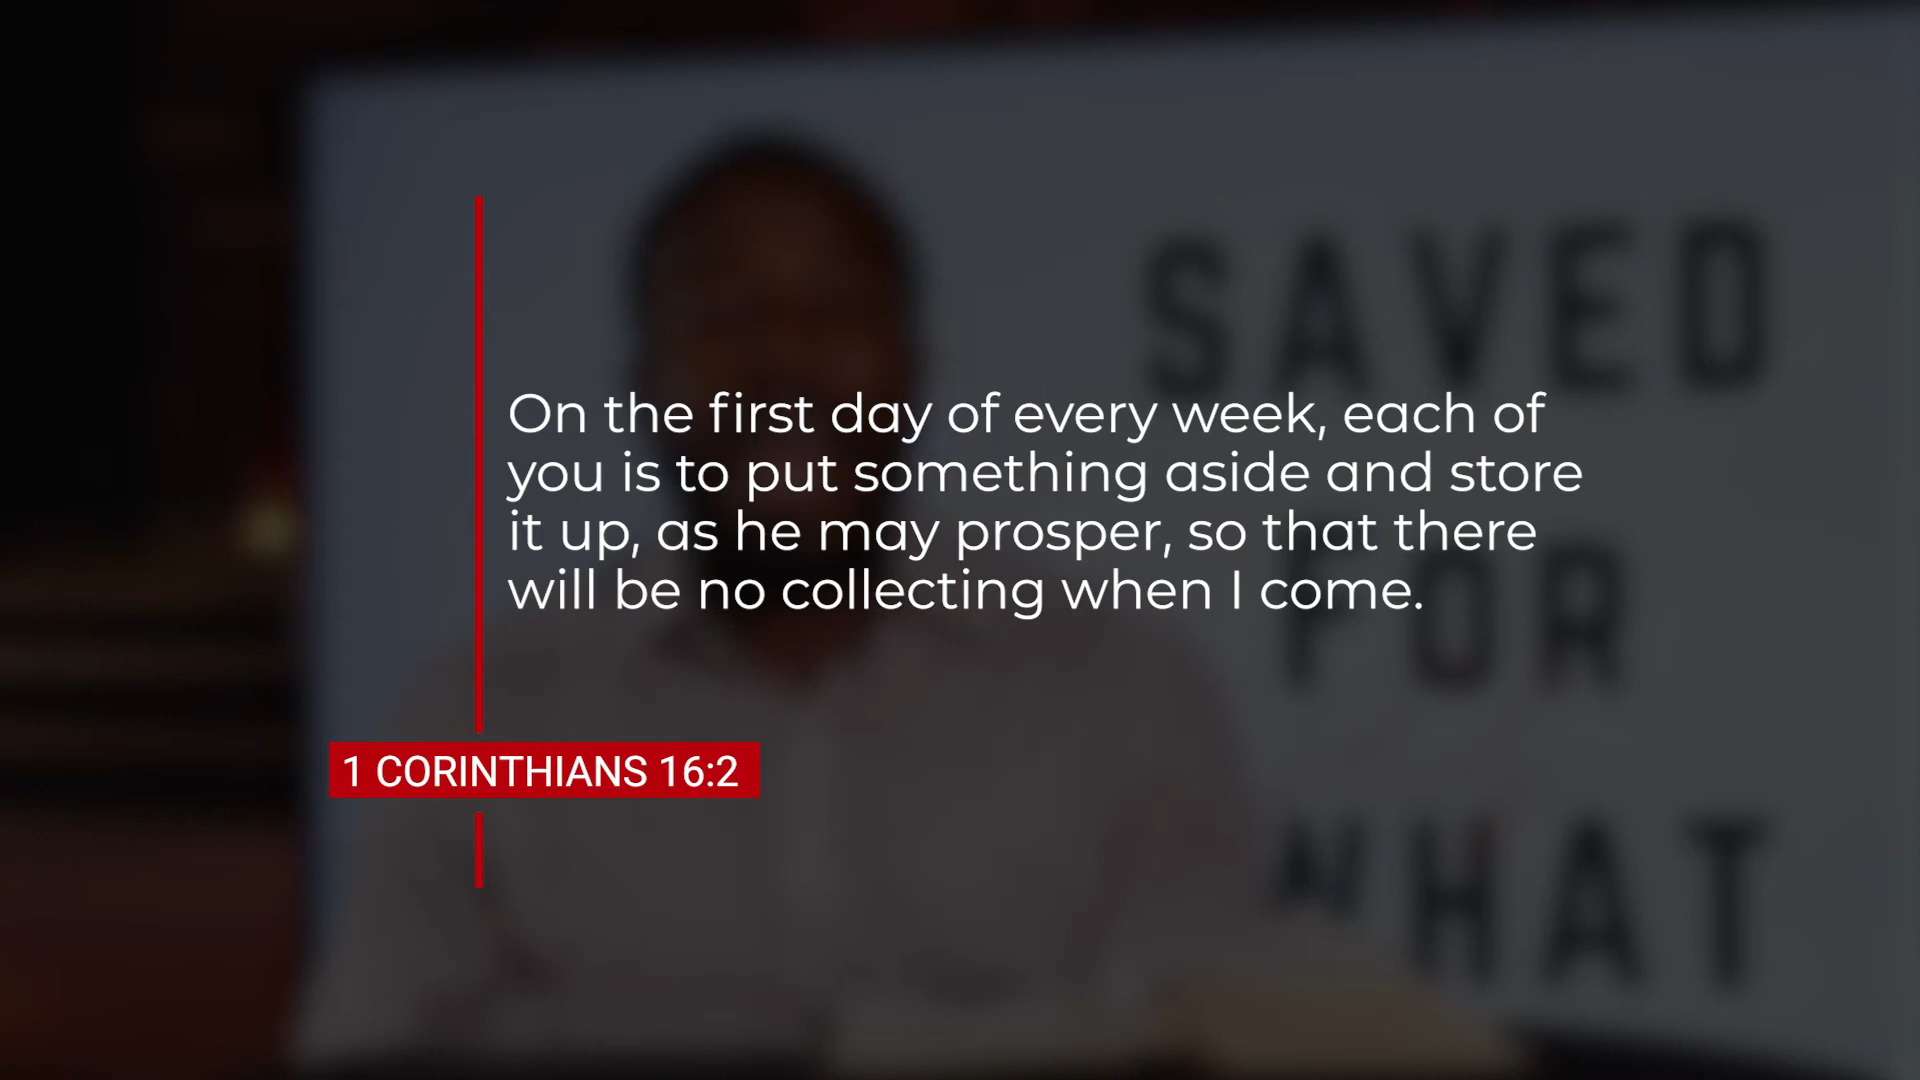 On the first day of every week, each of
you is to put something aside and store
it up, as he may prosper, so that there
will be no collecting when I come.
1 CORINTHIANS 16:2
SAVED
FOR
WHAT